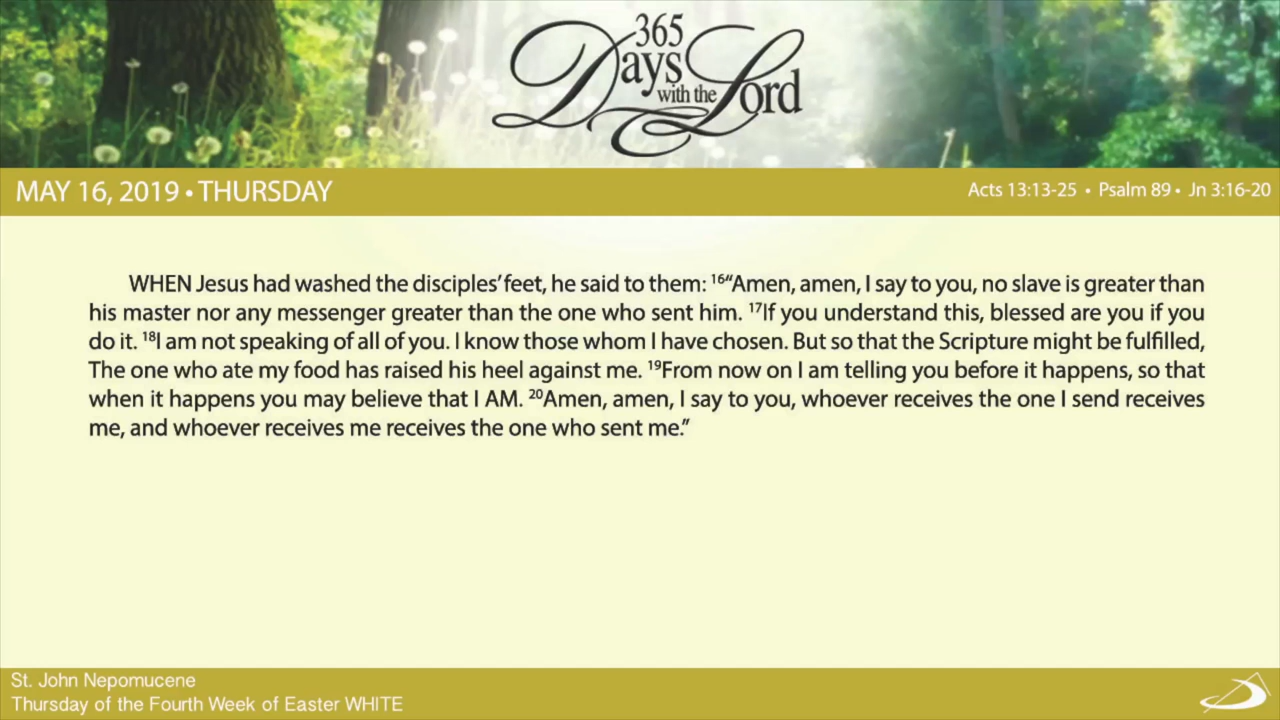 365
Days
with the Lord
MAY 16, 2019 • THURSDAY
Acts 13:13-25 • Psalm 89 • Jn 3:16-20
WHEN Jesus had washed the disciples’ feet, he said to them: ¹⁶“Amen, amen, I say to you, no slave is greater than
his master nor any messenger greater than the one who sent him. ¹⁷If you understand this, blessed are you if you
do it. ¹⁸I am not speaking of all of you. I know those whom I have chosen. But so that the Scripture might be fulfilled,
The one who ate my food has raised his heel against me. ¹⁹From now on I am telling you before it happens, so that
when it happens you may believe that I AM. ²⁰Amen, amen, I say to you, whoever receives the one I send receives
me, and whoever receives me receives the one who sent me.”
St. John Nepomucene
Thursday of the Fourth Week of Easter WHITE